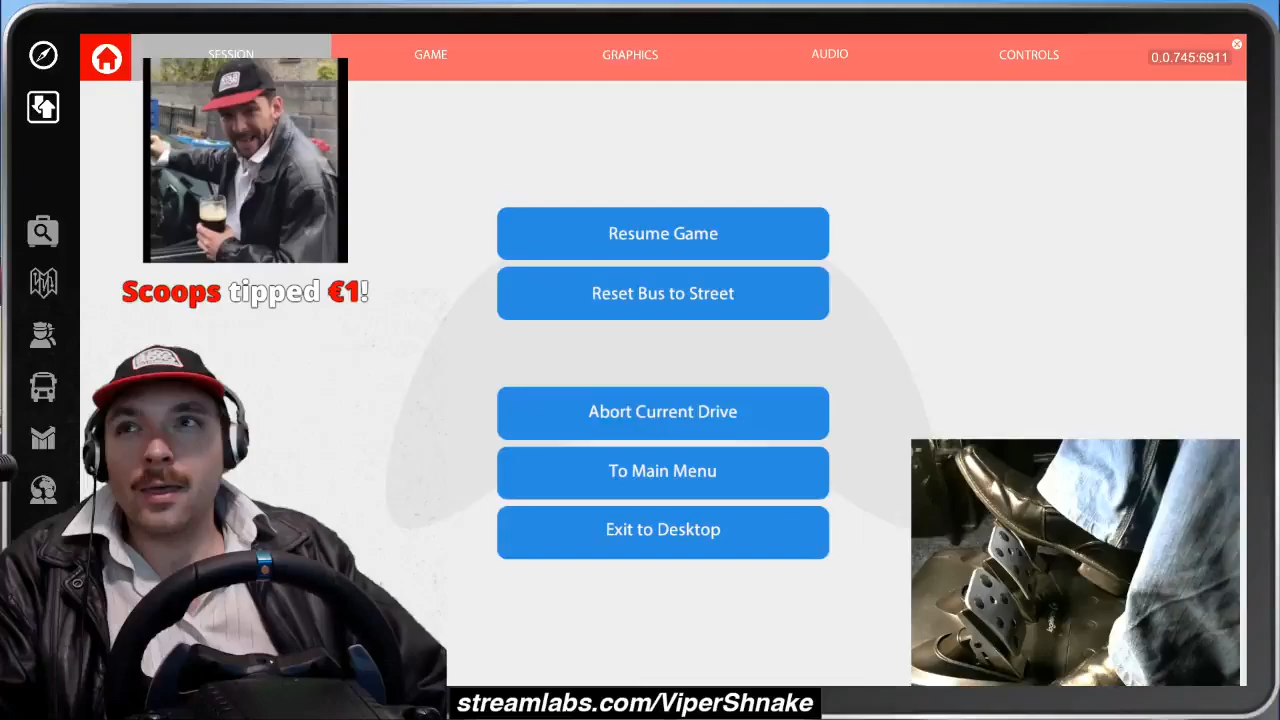 SESSION
GAME
GRAPHICS
AUDIO
CONTROLS
0.0.745:6911
Scoops tipped €1!
Resume Game
Reset Bus to Street
Abort Current Drive
To Main Menu
Exit to Desktop
streamlabs.com/ViperShnake